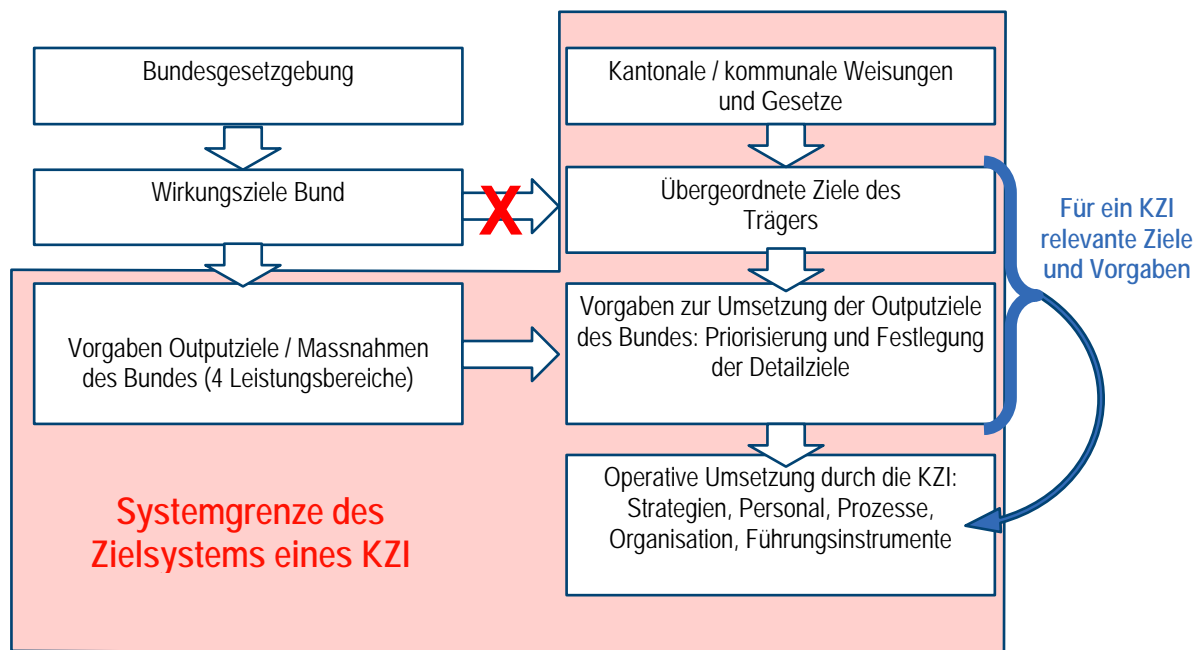 Bundesgesetzgebung
Wirkungsziele Bund
X
Vorgaben Outputziele / Massnahmen
des Bundes (4 Leistungsbereiche)
Systemgrenze des
Zielsystems eines KZI
Kantonale / kommunale Weisungen
und Gesetze
Übergeordnete Ziele des
Trägers
Vorgaben zur Umsetzung der Outputziele
des Bundes: Priorisierung und Festlegung
der Detailziele
Operative Umsetzung durch die KZI:
Strategien, Personal, Prozesse,
Organisation, Führungsinstrumente
Für ein KZI
relevante Ziele
und Vorgaben